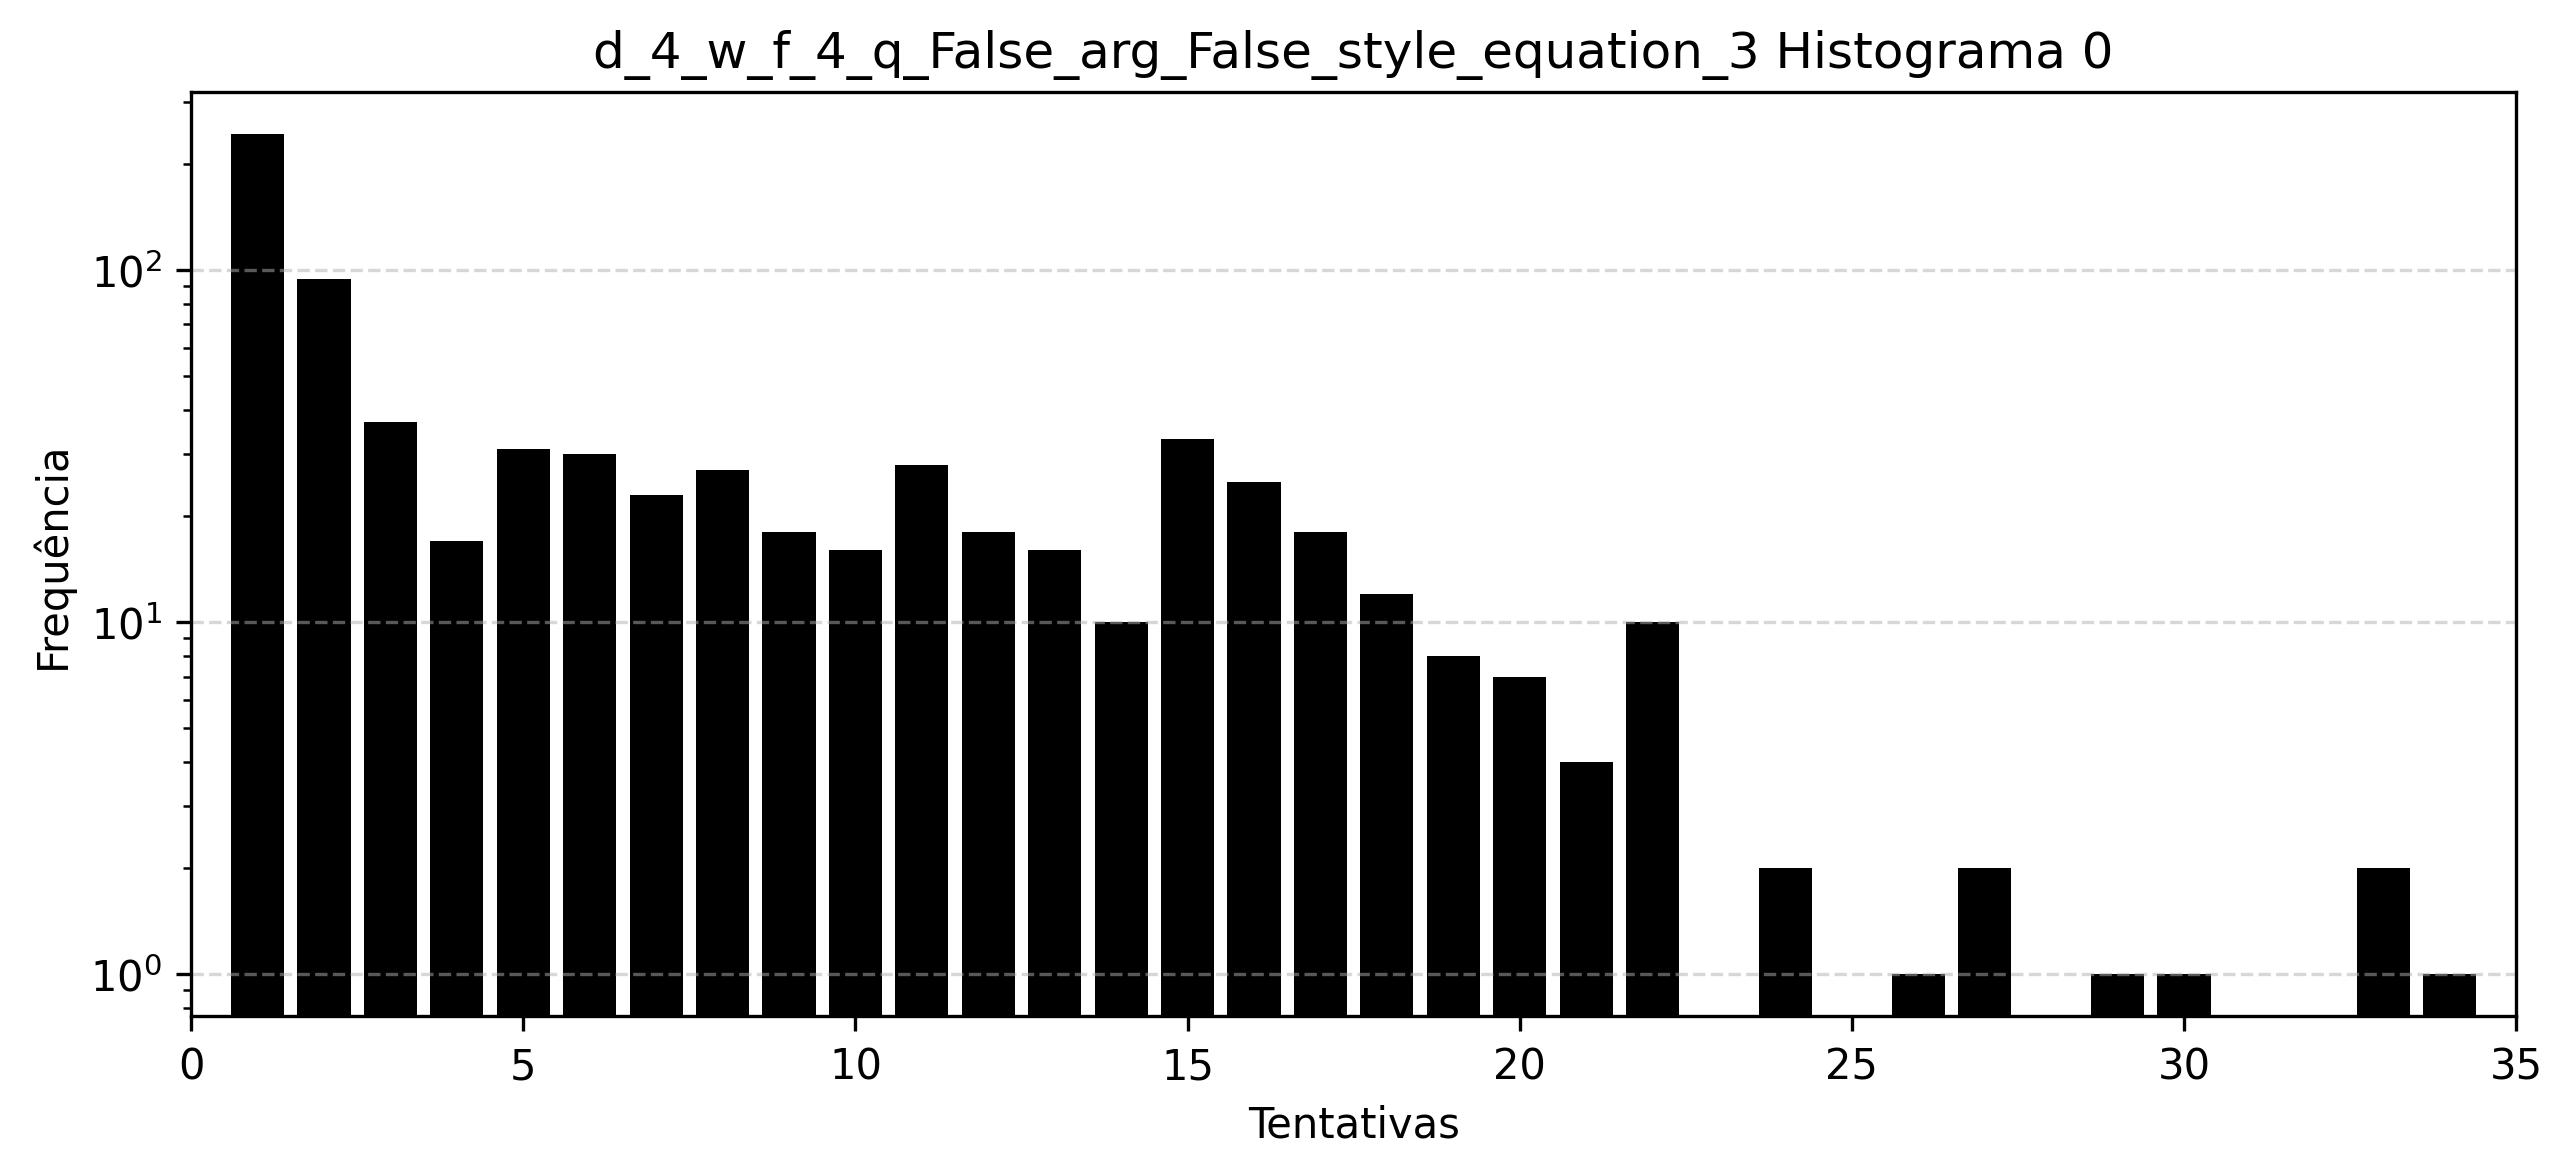 d_4_w_f_4_q_False_arg_False_style_equation_3 Histograma 0
Frequência
10²
10¹
10⁰
0 5 10 15 20 25 30 35
Tentativas